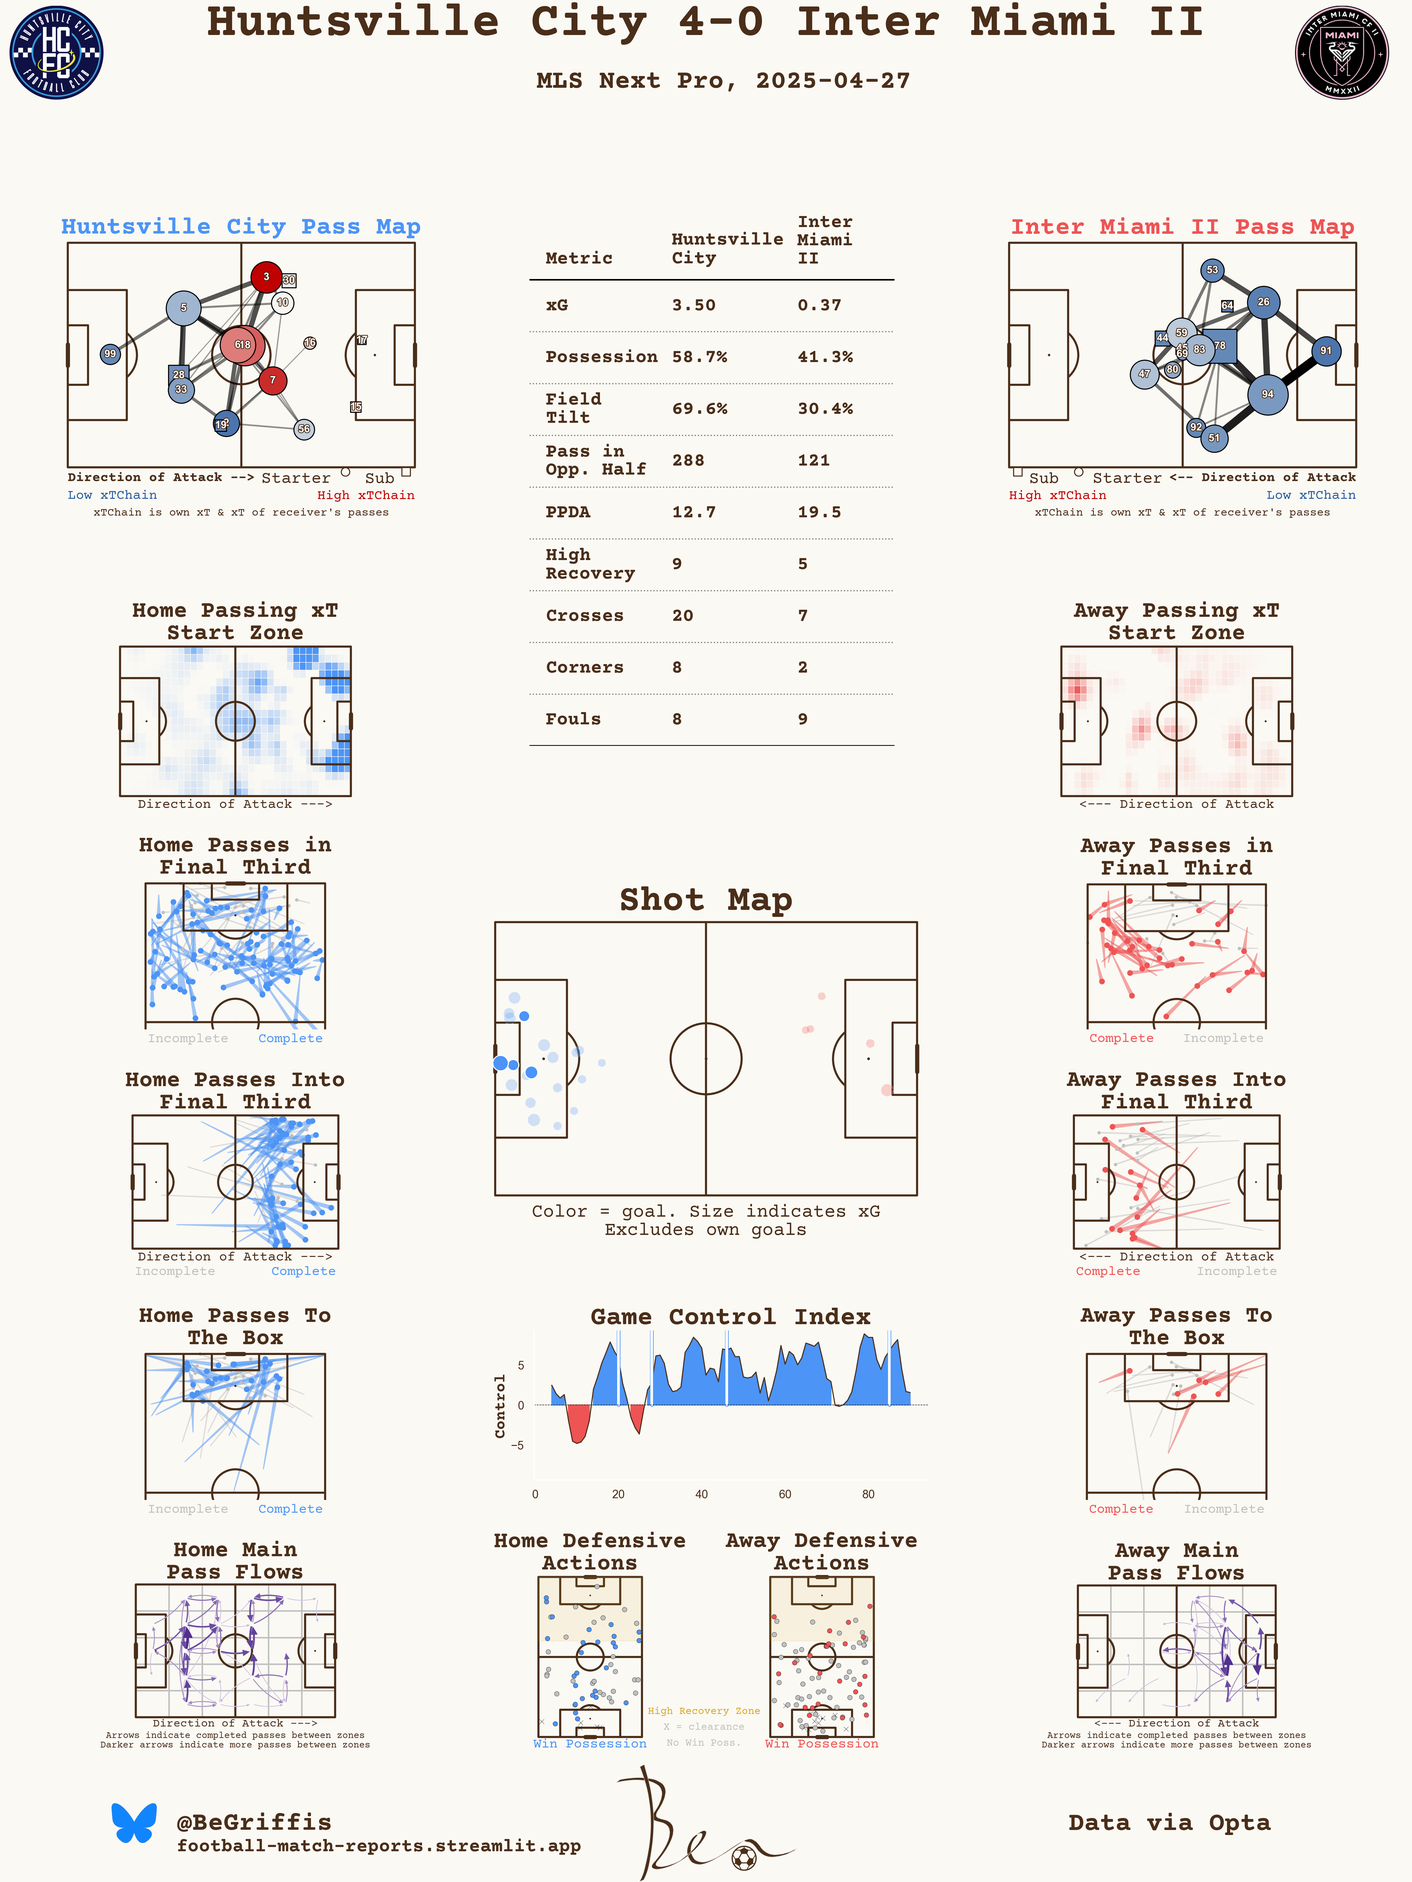 Huntsville City 4-0 Inter Miami II
MLS Next Pro, 2025-04-27
HUNTSVILLE CITY
HC
FC
FOOTBALL CLUB
INTER MIAMI CF II
MIAMI
MMXXII
Huntsville City Pass Map
3
30
5
10
6
18
16
17
99
28
33
7
15
19
56
Direction of Attack --> Starter Sub
Low xTChain High xTChain
xTChain is own xT & xT of receiver's passes
Metric Huntsville City Inter Miami II
xG 3.50 0.37
Possession 58.7% 41.3%
Field Tilt 69.6% 30.4%
Pass in Opp. Half 288 121
PPDA 12.7 19.5
High Recovery 9 5
Crosses 20 7
Corners 8 2
Fouls 8 9
Inter Miami II Pass Map
53
26
64
59
44
45
69
83
78
91
47
80
94
92
51
Sub Starter <-- Direction of Attack
High xTChain Low xTChain
xTChain is own xT & xT of receiver's passes
Home Passing xT
Start Zone
Direction of Attack --->
Away Passing xT
Start Zone
<--- Direction of Attack
Home Passes in
Final Third
Incomplete Complete
Away Passes in
Final Third
Complete Incomplete
Shot Map
Color = goal. Size indicates xG
Excludes own goals
Home Passes Into
Final Third
Direction of Attack --->
Incomplete Complete
Away Passes Into
Final Third
<--- Direction of Attack
Complete Incomplete
Home Passes To
The Box
Incomplete Complete
Game Control Index
Control
5
0
−5
0 20 40 60 80
Away Passes To
The Box
Complete Incomplete
Home Main
Pass Flows
Direction of Attack --->
Arrows indicate completed passes between zones
Darker arrows indicate more passes between zones
Home Defensive
Actions
Win Possession
Away Defensive
Actions
Win Possession
High Recovery Zone
X = clearance
No Win Poss.
Away Main
Pass Flows
<--- Direction of Attack
Arrows indicate completed passes between zones
Darker arrows indicate more passes between zones
@BeGriffis
football-match-reports.streamlit.app
Ben
Data via Opta